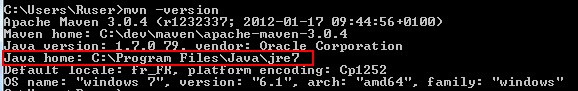 C:\Users\Ruser>mvn -version
Apache Maven 3.0.4 (r1232337; 2012-01-17 09:44:56+0100)
Maven home: C:\dev\maven\apache-maven-3.0.4
Java version: 1.7.0_79, vendor: Oracle Corporation
Java home: C:\Program Files\Java\jre7
Default locale: fr_FR, platform encoding: Cp1252
OS name: "windows 7", version: "6.1", arch: "amd64", family: "windows"